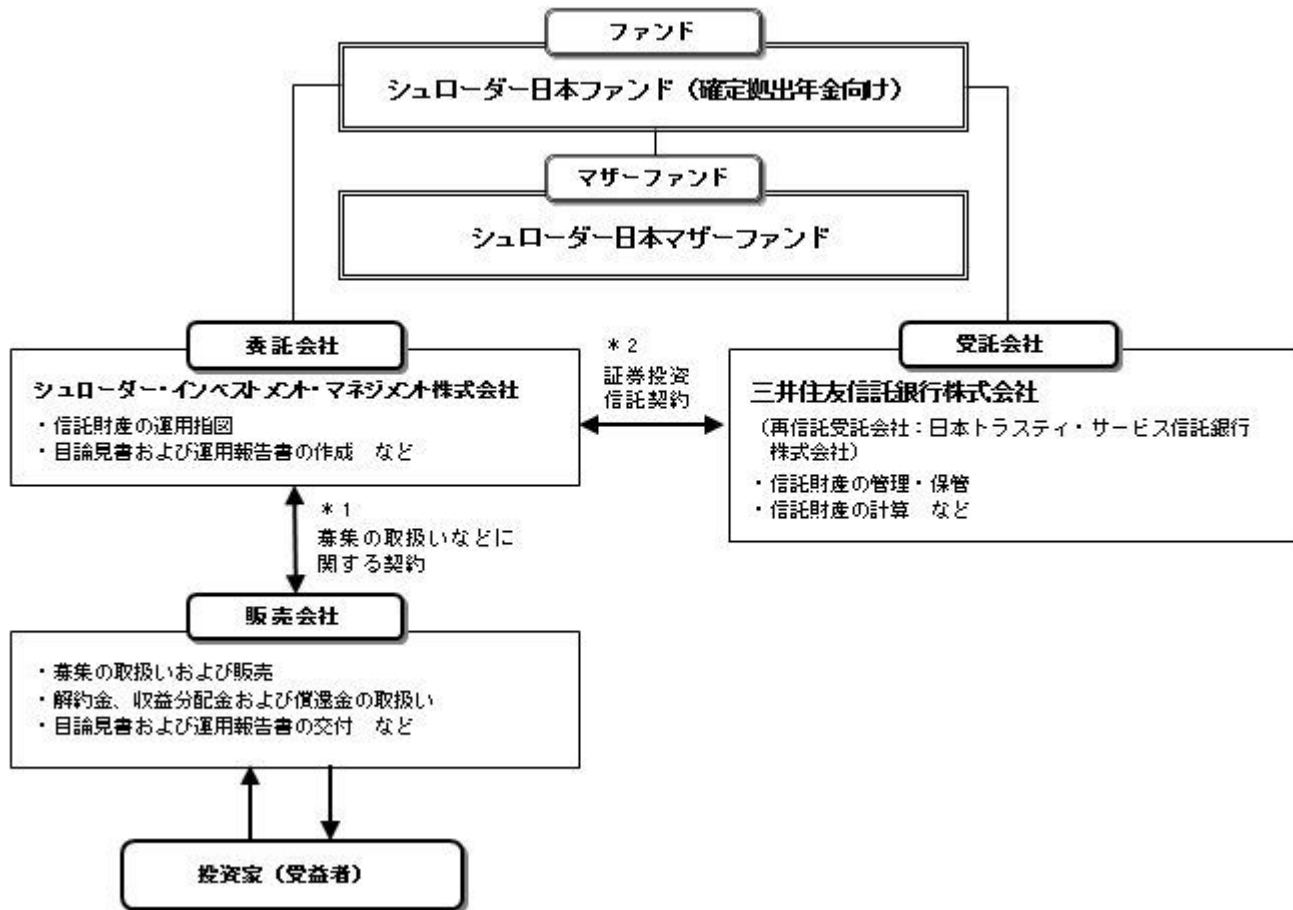 ファンド
シュローダー日本ファンド（確定拠出年金向け）
マザーファンド
シュローダー日本マザーファンド
委託会社
シュローダー・インベストメント・マネジメント株式会社
・信託財産の運用指図
・目論見書および運用報告書の作成　など
＊2
証券投資
信託契約
受託会社
三井住友信託銀行株式会社
（再信託受託会社：日本トラスティ・サービス信託銀行
株式会社）
・信託財産の管理・保管
・信託財産の計算　など
＊1
募集の取扱いなどに
関する契約
販売会社
・募集の取扱いおよび販売
・解約金、収益分配金および償還金の取扱い
・目論見書および運用報告書の交付　など
投資家（受益者）